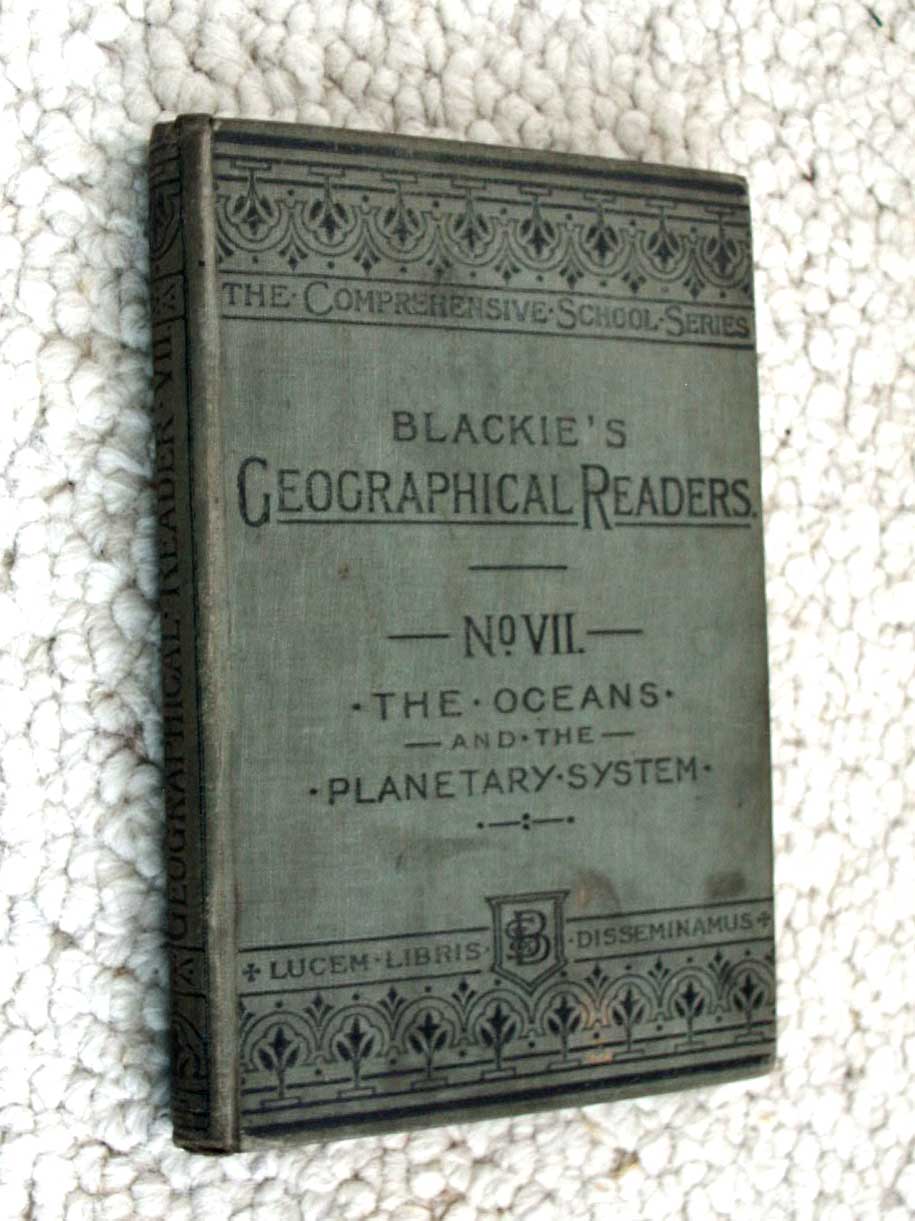 THE·COMPREHENSIVE·SCHOOL·SERIES
BLACKIE'S
GEOGRAPHICAL READERS.
— No VII. —
·THE·OCEANS·
— AND·THE —
·PLANETARY·SYSTEM·
LUCEM·LIBRIS· B ·DISSEMINAMUS
GEOGRAPHICAL·READER·VII